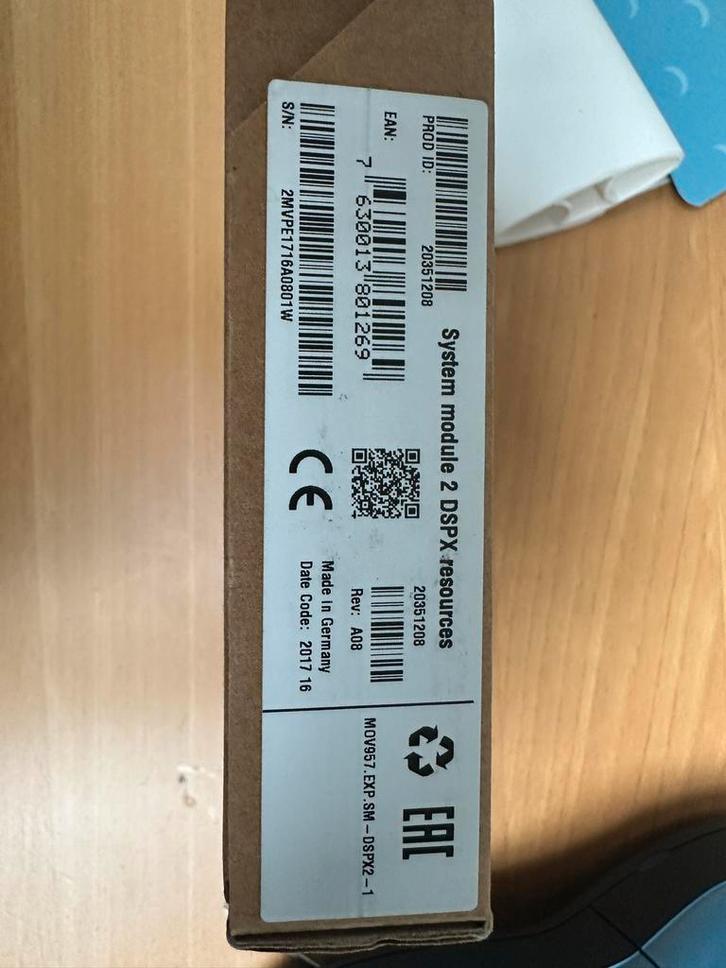 System module 2 DSPX resources
PROD ID:
20351208
EAN:
7 630013 801269
S/N:
2MVPE1716A0801W
20351208
Rev: A08
CE
Made in Germany
Date Code: 2017 16
EAC
MOV957.EXP.SM-DSPX2-1